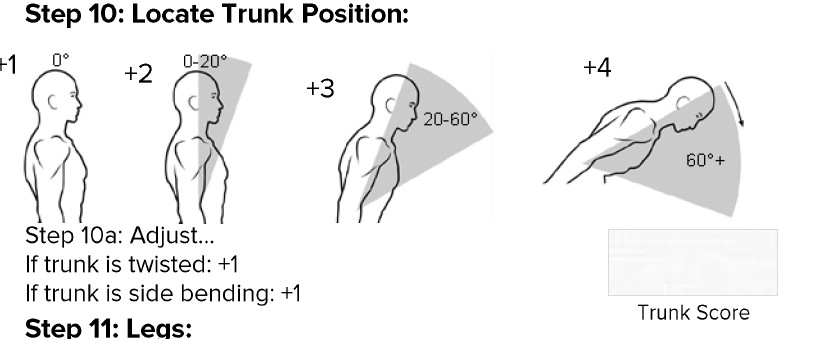 Step 10: Locate Trunk Position:
+1 0° +2 0-20° +3 20-60° +4 60°+
Step 10a: Adjust...
If trunk is twisted: +1
If trunk is side bending: +1
Trunk Score
Step 11: Legs: